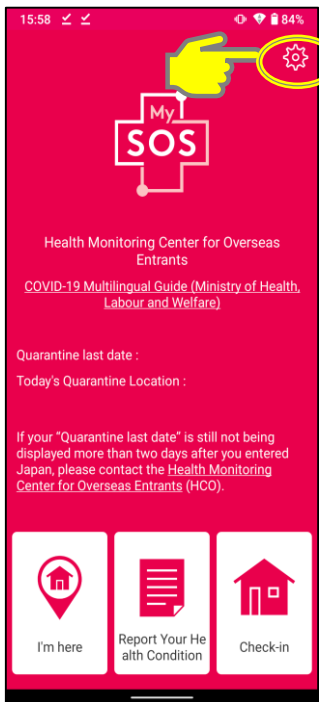 15:58 84%
My
SOS
Health Monitoring Center for Overseas
Entrants
COVID-19 Multilingual Guide (Ministry of Health,
Labour and Welfare)
Quarantine last date :
Today's Quarantine Location :
If your "Quarantine last date" is still not being
displayed more than two days after you entered
Japan, please contact the Health Monitoring
Center for Overseas Entrants (HCO).
I'm here
Report Your He
alth Condition
Check-in